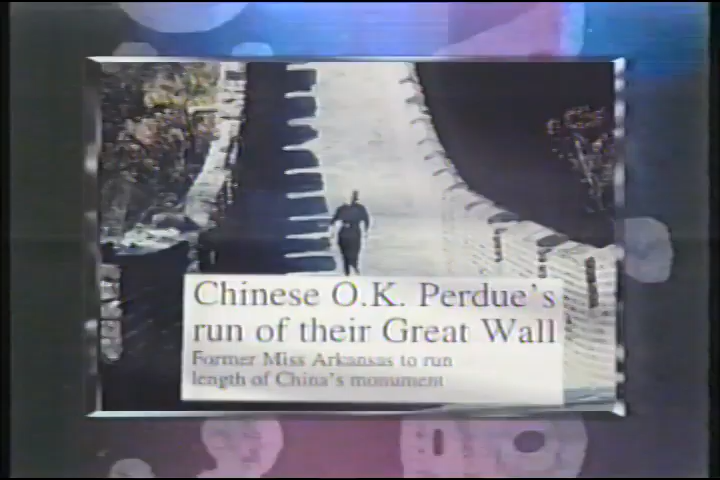 Chinese O.K. Perdue's
run of their Great Wall
Former Miss Arkansas to run
length of China's monument